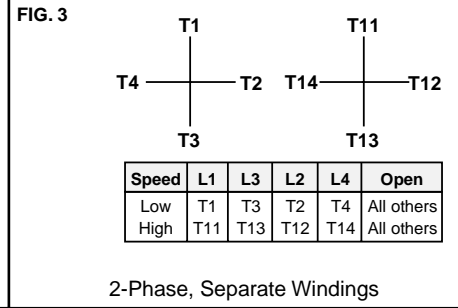 FIG. 3
T1 T11
T4 T2 T14 T12
T3 T13
Speed L1 L3 L2 L4 Open
Low T1 T3 T2 T4 All others
High T11 T13 T12 T14 All others
2-Phase, Separate Windings